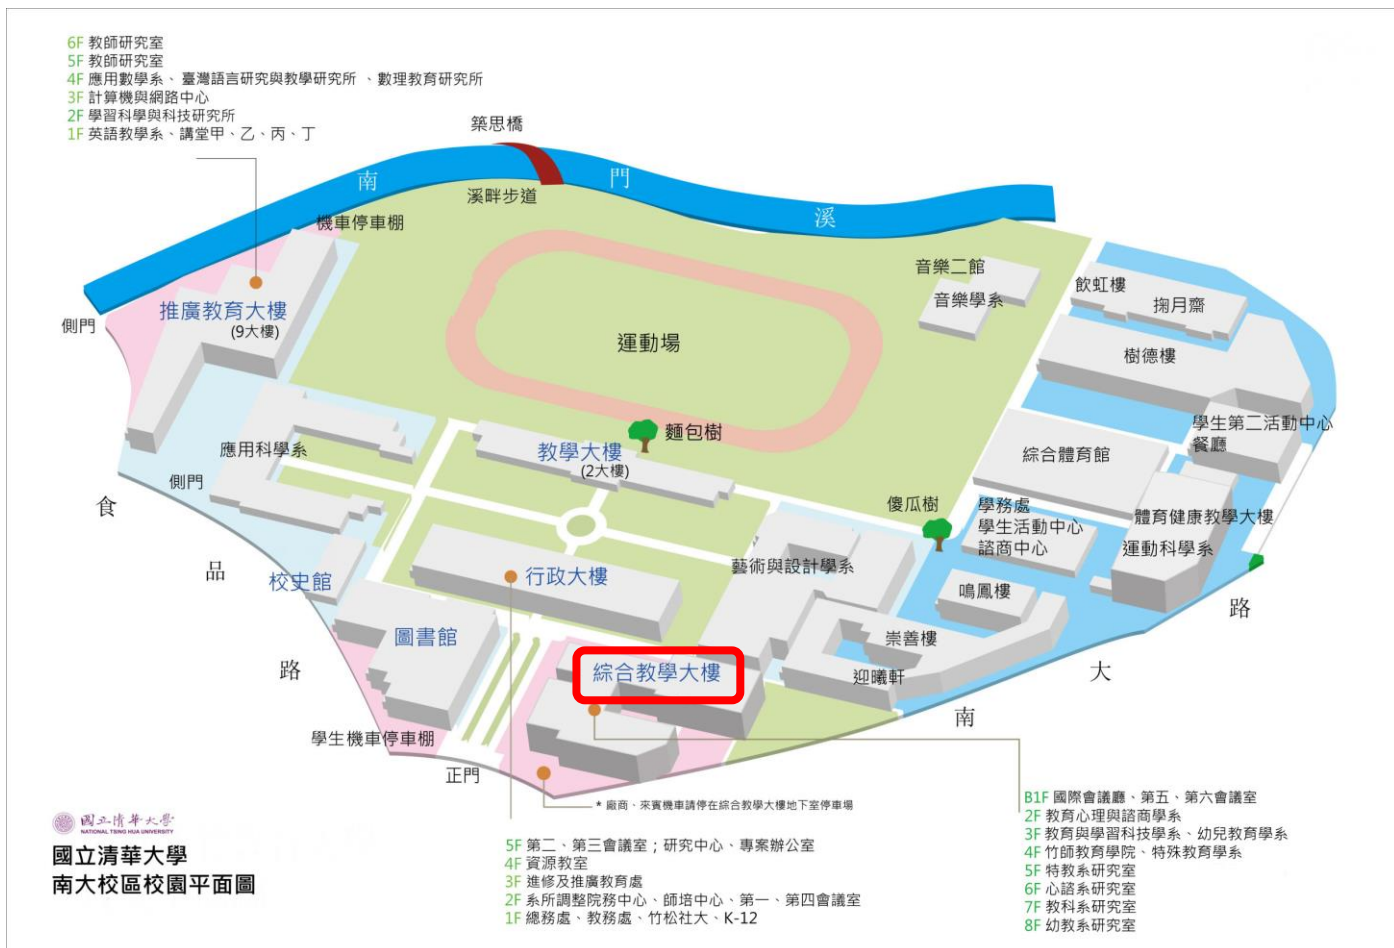 6F 教師研究室
5F 教師研究室
4F 應用數學系、臺灣語言研究與教學研究所 、數理教育研究所
3F 計算機與網路中心
2F 學習科學與科技研究所
1F 英語教學系、講堂甲、乙、丙、丁
築思橋
南
門
溪
溪畔步道
機車停車棚
側門
推廣教育大樓
(9大樓)
運動場
音樂二館
音樂學系
飲虹樓
掬月齋
樹德樓
學生第二活動中心
餐廳
麵包樹
教學大樓
(2大樓)
應用科學系
側門
綜合體育館
傻瓜樹
學務處
學生活動中心
諮商中心
體育健康教學大樓
運動科學系
食
品
路
校史館
行政大樓
藝術與設計學系
鳴鳳樓
圖書館
綜合教學大樓
崇善樓
迎曦軒
南
大
路
學生機車停車棚
正門
* 廠商、來賓機車請停在綜合教學大樓地下室停車場
5F 第二、第三會議室；研究中心、專案辦公室
4F 資源教室
3F 進修及推廣教育處
2F 系所調整院務中心、師培中心、第一、第四會議室
1F 總務處、教務處、竹松社大、K-12
B1F 國際會議廳、第五、第六會議室
2F 教育心理與諮商學系
3F 教育與學習科技學系、幼兒教育學系
4F 竹師教育學院、特殊教育學系
5F 特教系研究室
6F 心諮系研究室
7F 教科系研究室
8F 幼教系研究室
國立清華大學
NATIONAL TSING HUA UNIVERSITY
國立清華大學
南大校區校園平面圖